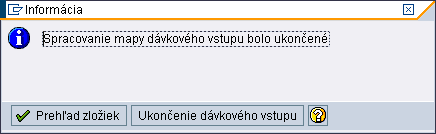 Informácia
Spracovanie mapy dávkového vstupu bolo ukončené
Prehľad zložiek
Ukončenie dávkového vstupu